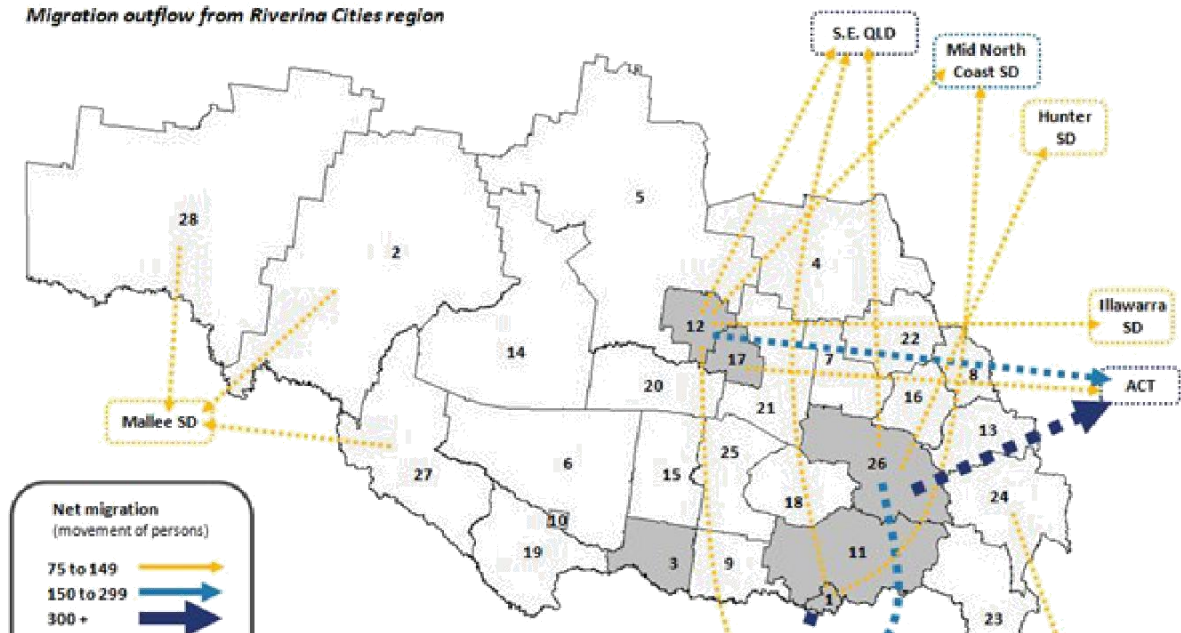 Migration outflow from Riverina Cities region
S.E. QLD
Mid North
Coast SD
Hunter
SD
5
28
2
4
Illawarra
SD
12
22
14
17
7
8
ACT
20
16
21
Mallee SD
13
25
26
6
15
27
24
18
Net migration
(movement of persons)
10
19
11
3
9
75 to 149
150 to 299
1
300 +
23